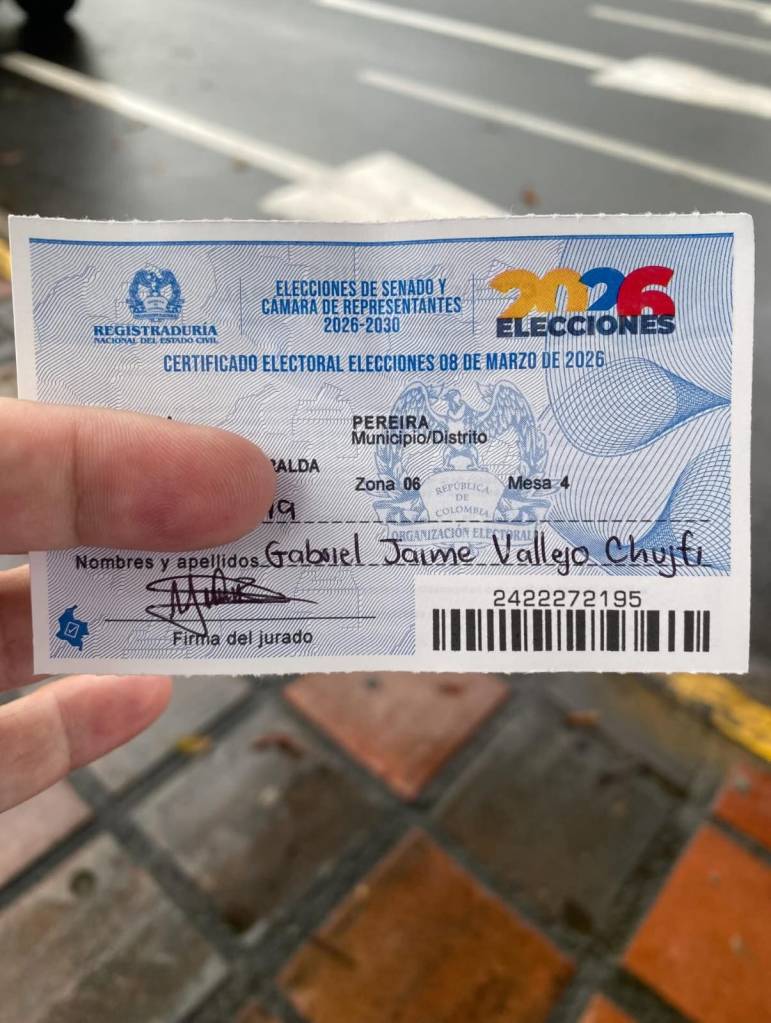 REGISTRADURÍA
NACIONAL DEL ESTADO CIVIL
ELECCIONES DE SENADO Y
CÁMARA DE REPRESENTANTES
2026-2030
2026
ELECCIONES
CERTIFICADO ELECTORAL ELECCIONES 08 DE MARZO DE 2026
PEREIRA
Municipio/Distrito
RALDA
Zona 06 Mesa 4
REPÚBLICA
DE
COLOMBIA
ORGANIZACIÓN ELECTORAL
Nombres y apellidos Gabriel Jaime Vallejo Chujfi
Firma del jurado
2422272195